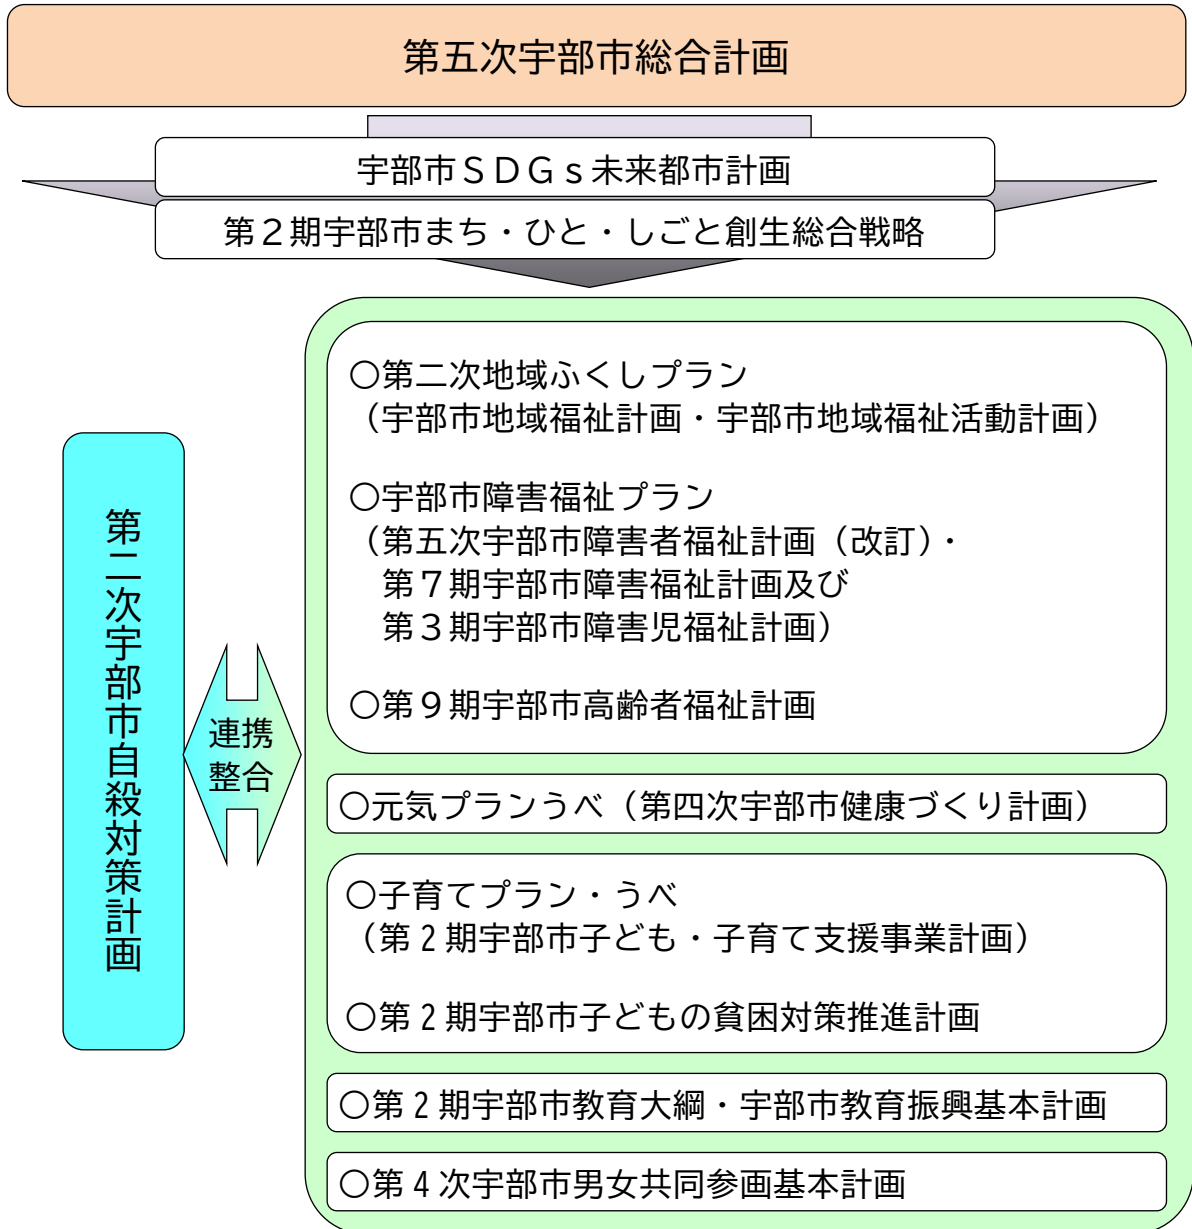 第五次宇部市総合計画
宇部市ＳＤＧｓ未来都市計画
第２期宇部市まち・ひと・しごと創生総合戦略
第二次宇部市自殺対策計画
連携
整合
○第二次地域ふくしプラン
（宇部市地域福祉計画・宇部市地域福祉活動計画）
○宇部市障害福祉プラン
（第五次宇部市障害者福祉計画（改訂）・
第７期宇部市障害福祉計画及び
第３期宇部市障害児福祉計画）
○第９期宇部市高齢者福祉計画
○元気プランうべ（第四次宇部市健康づくり計画）
○子育てプラン・うべ
（第２期宇部市子ども・子育て支援事業計画）
○第２期宇部市子どもの貧困対策推進計画
○第２期宇部市教育大綱・宇部市教育振興基本計画
○第４次宇部市男女共同参画基本計画